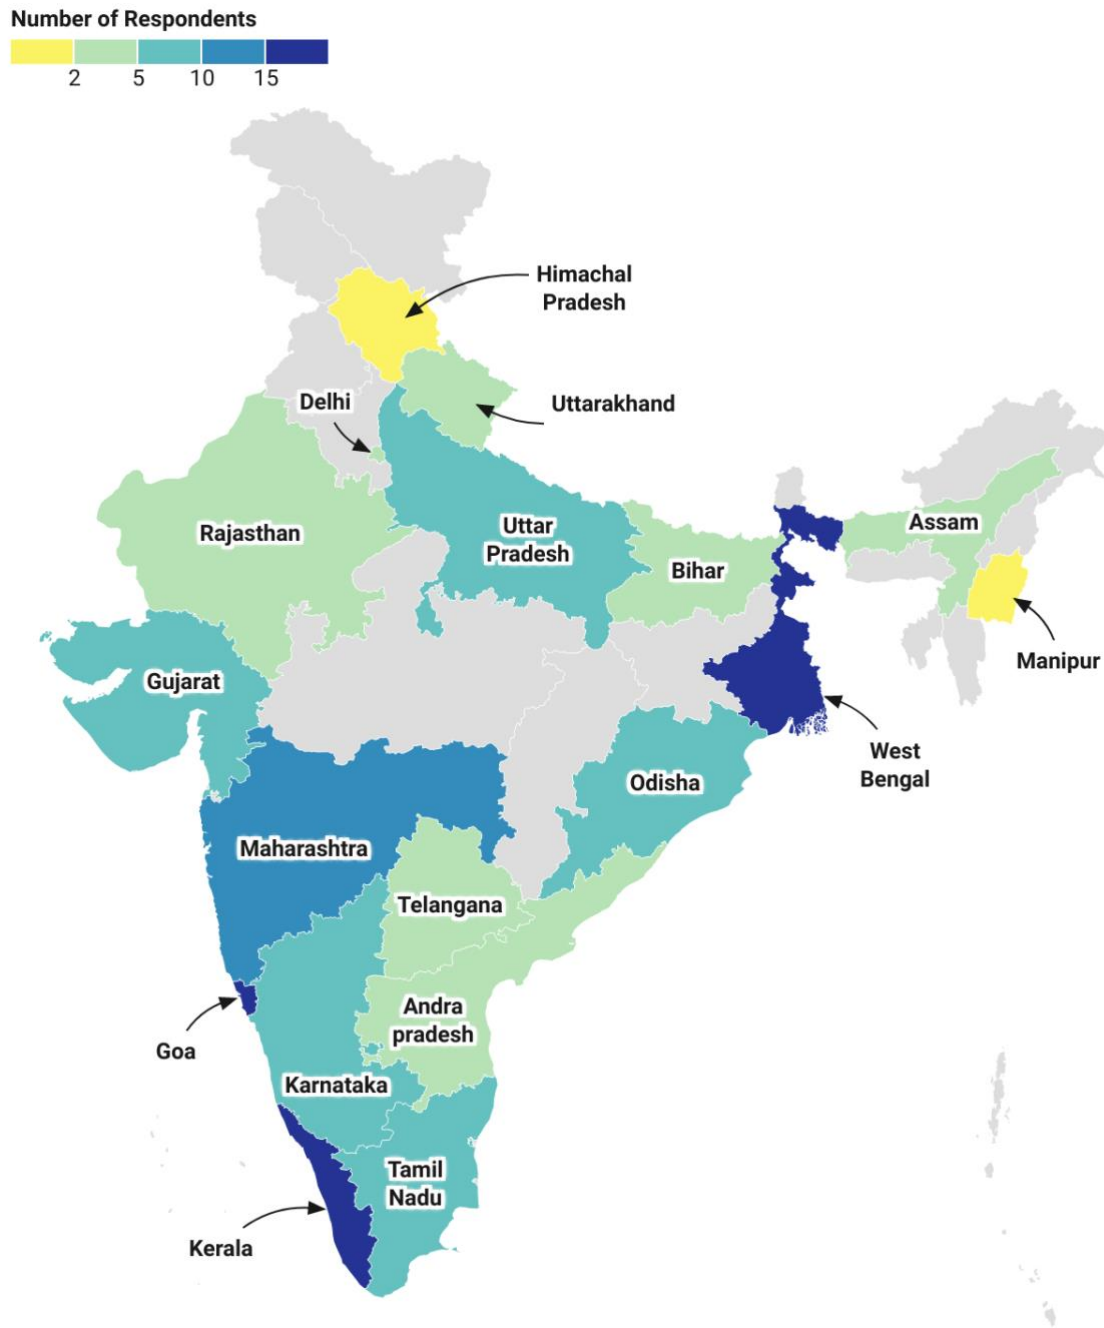 Number of Respondents
2 5 10 15
Himachal
Pradesh
Delhi
Uttarakhand
Rajasthan
Uttar
Pradesh
Bihar
Assam
Manipur
Gujarat
West
Bengal
Odisha
Maharashtra
Telangana
Andra
pradesh
Goa
Karnataka
Tamil
Nadu
Kerala